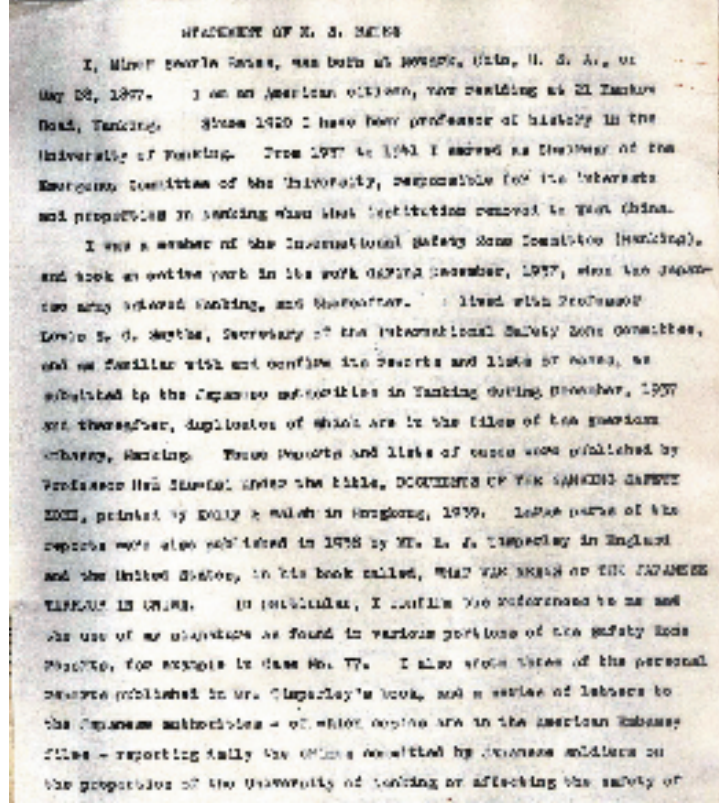 STATEMENT OF M. S. BATES
I, Miner Searle Bates, was born at Newark, Ohio, U. S. A., on
May 28, 1897. I am an American citizen, now residing at 21 Hankow
Road, Nanking. Since 1920 I have been professor of history in the
University of Nanking. From 1937 to 1941 I served as Chairman of the
Emergency Committee of the University, responsible for its interests
and properties in Nanking when that institution removed to West China.
I was a member of the International Safety Zone Committee (Nanking),
and took an active part in its work during December, 1937, when the Japan-
ese army entered Nanking, and thereafter. I lived with Professor
Lewis S. C. Smythe, Secretary of the International Safety Zone Committee,
and am familiar with and confirm its reports and lists of cases, as
submitted to the Japanese authorities in Nanking during December, 1937
and thereafter, duplicates of which are in the files of the American
Embassy, Nanking. These Reports and lists of cases were published by
Professor Hsü under the title, DOCUMENTS OF THE NANKING SAFETY
ZONE, printed by Kelly & Walsh in Hongkong, 1939. Large parts of the
reports were also published in 1938 by Mr. H. J. Timperley in England
and the United States, in his book called, WHAT WAR MEANS OF THE JAPANESE
TERROR IN CHINA. In particular, I confirm the references to me and
the use of my signature as found in various portions of the Safety Zone
Reports, for example in Case No. 77. I also wrote three of the personal
reports published in Mr. Timperley's book, and a series of letters to
the Japanese authorities - of which copies are in the American Embassy
files - reporting daily the crimes committed by Japanese soldiers on
the properties of the University of Nanking or affecting the safety of